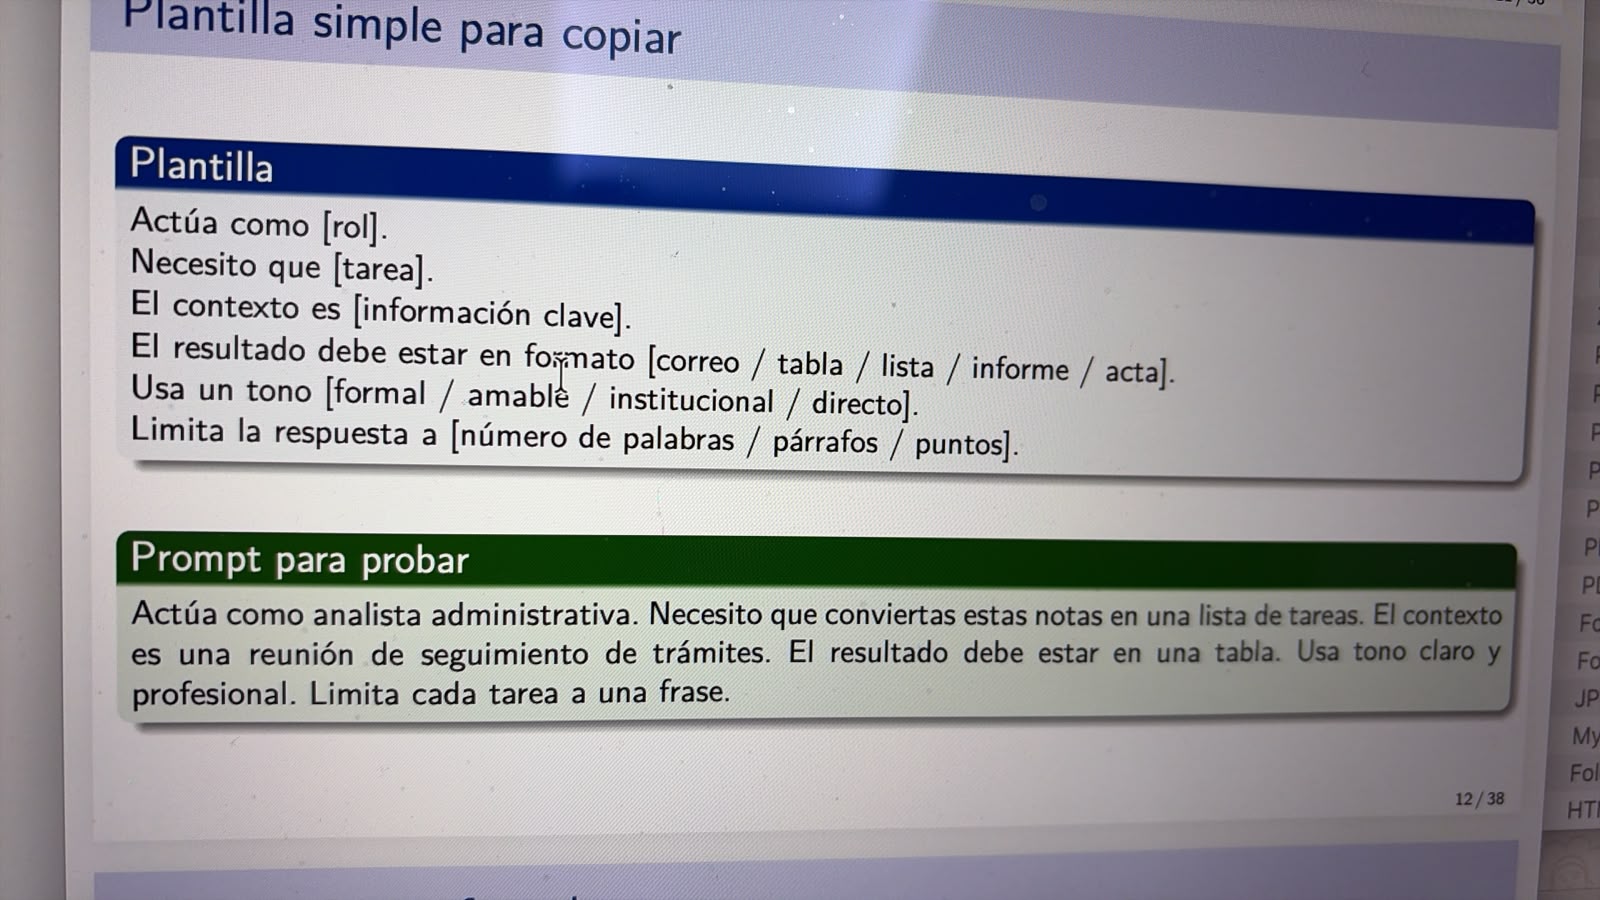 Plantilla simple para copiar
Plantilla
Actúa como [rol].
Necesito que [tarea].
El contexto es [información clave].
El resultado debe estar en formato [correo / tabla / lista / informe / acta].
Usa un tono [formal / amable / institucional / directo].
Limita la respuesta a [número de palabras / párrafos / puntos].
Prompt para probar
Actúa como analista administrativa. Necesito que conviertas estas notas en una lista de tareas. El contexto
es una reunión de seguimiento de trámites. El resultado debe estar en una tabla. Usa tono claro y
profesional. Limita cada tarea a una frase.
12 / 38
My